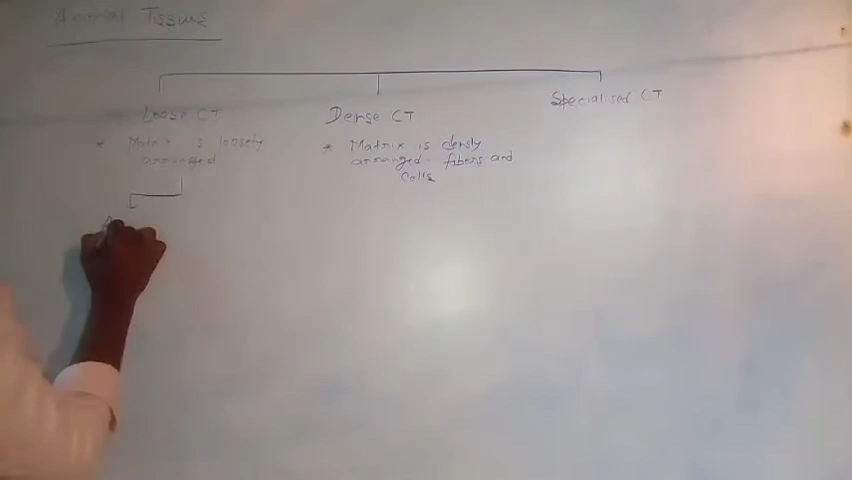 Animal Tissues
Loose CT
Dense CT
Specialised CT
* Matrix is loosely
arranged
* Matrix is densly
arranged - fibers and
Cells